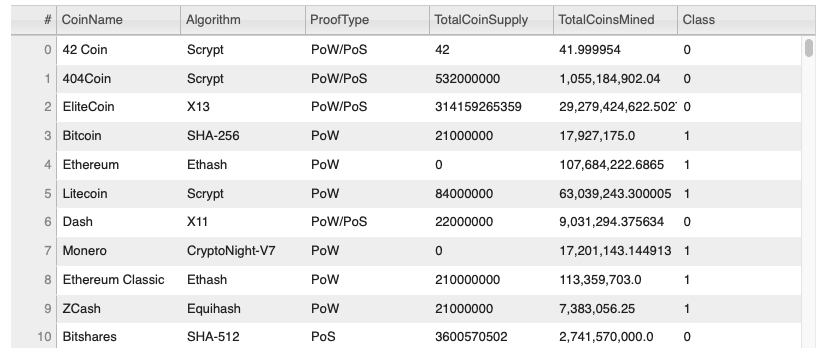 # CoinName Algorithm ProofType TotalCoinSupply TotalCoinsMined Class
0 42 Coin Scrypt PoW/PoS 42 41.999954 0
1 404Coin Scrypt PoW/PoS 532000000 1,055,184,902.04 0
2 EliteCoin X13 PoW/PoS 314159265359 29,279,424,622.502 0
3 Bitcoin SHA-256 PoW 21000000 17,927,175.0 1
4 Ethereum Ethash PoW 0 107,684,222.6865 1
5 Litecoin Scrypt PoW 84000000 63,039,243.300005 1
6 Dash X11 PoW/PoS 22000000 9,031,294.375634 0
7 Monero CryptoNight-V7 PoW 0 17,201,143.144913 1
8 Ethereum Classic Ethash PoW 210000000 113,359,703.0 1
9 ZCash Equihash PoW 21000000 7,383,056.25 1
10 Bitshares SHA-512 PoS 3600570502 2,741,570,000.0 0